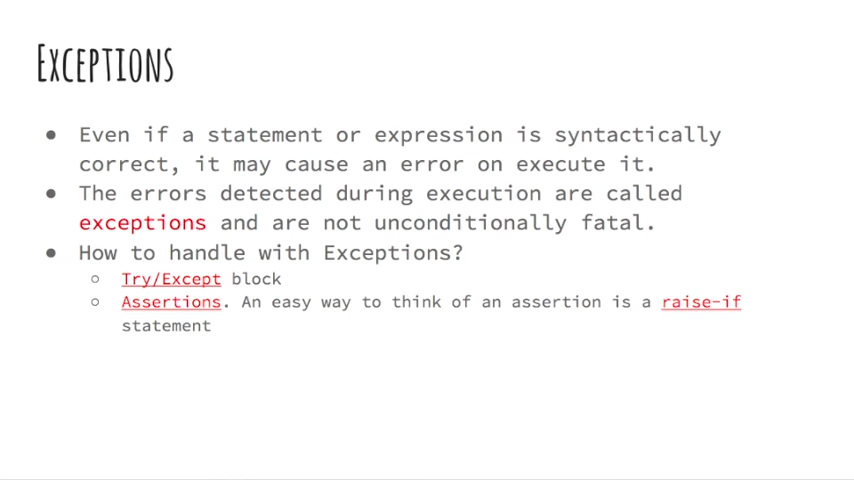 Exceptions
● Even if a statement or expression is syntactically
correct, it may cause an error on execute it.
● The errors detected during execution are called
exceptions and are not unconditionally fatal.
● How to handle with Exceptions?
○ Try/Except block
○ Assertions. An easy way to think of an assertion is a raise-if
statement